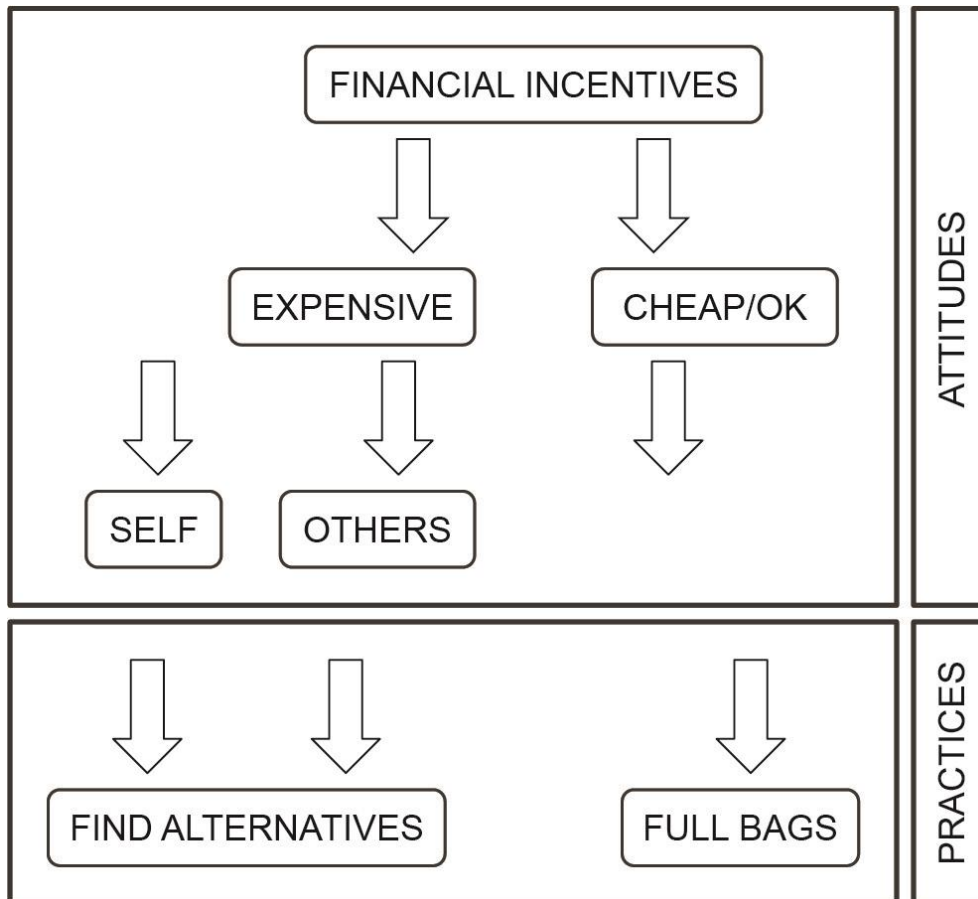 FINANCIAL INCENTIVES
EXPENSIVE
CHEAP/OK
SELF
OTHERS
ATTITUDES
FIND ALTERNATIVES
FULL BAGS
PRACTICES